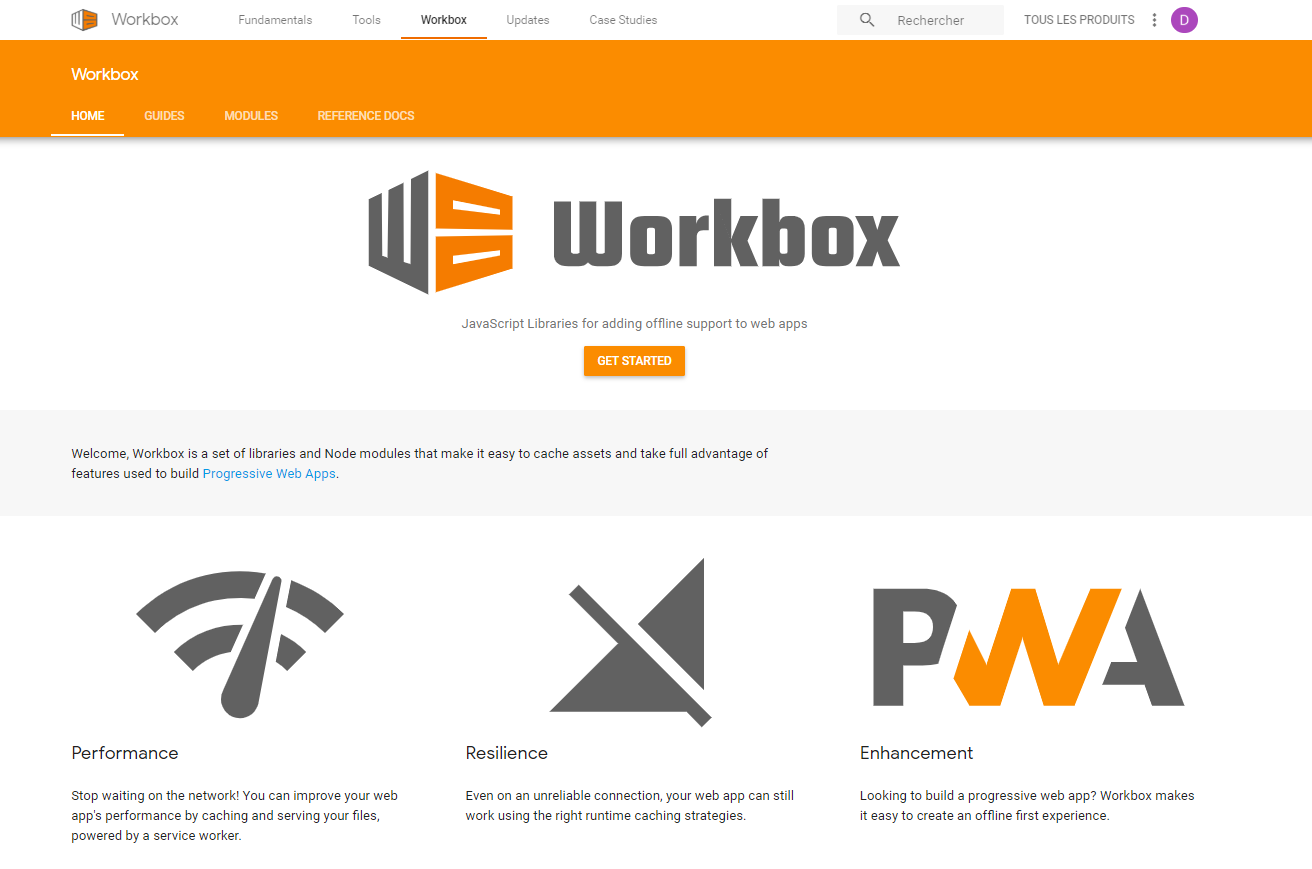 Workbox Fundamentals Tools Workbox Updates Case Studies Rechercher TOUS LES PRODUITS D
Workbox
HOME GUIDES MODULES REFERENCE DOCS
Workbox
JavaScript Libraries for adding offline support to web apps
GET STARTED
Welcome, Workbox is a set of libraries and Node modules that make it easy to cache assets and take full advantage of
features used to build Progressive Web Apps.
PWA
Performance
Stop waiting on the network! You can improve your web
app's performance by caching and serving your files,
powered by a service worker.
Resilience
Even on an unreliable connection, your web app can still
work using the right runtime caching strategies.
Enhancement
Looking to build a progressive web app? Workbox makes
it easy to create an offline first experience.